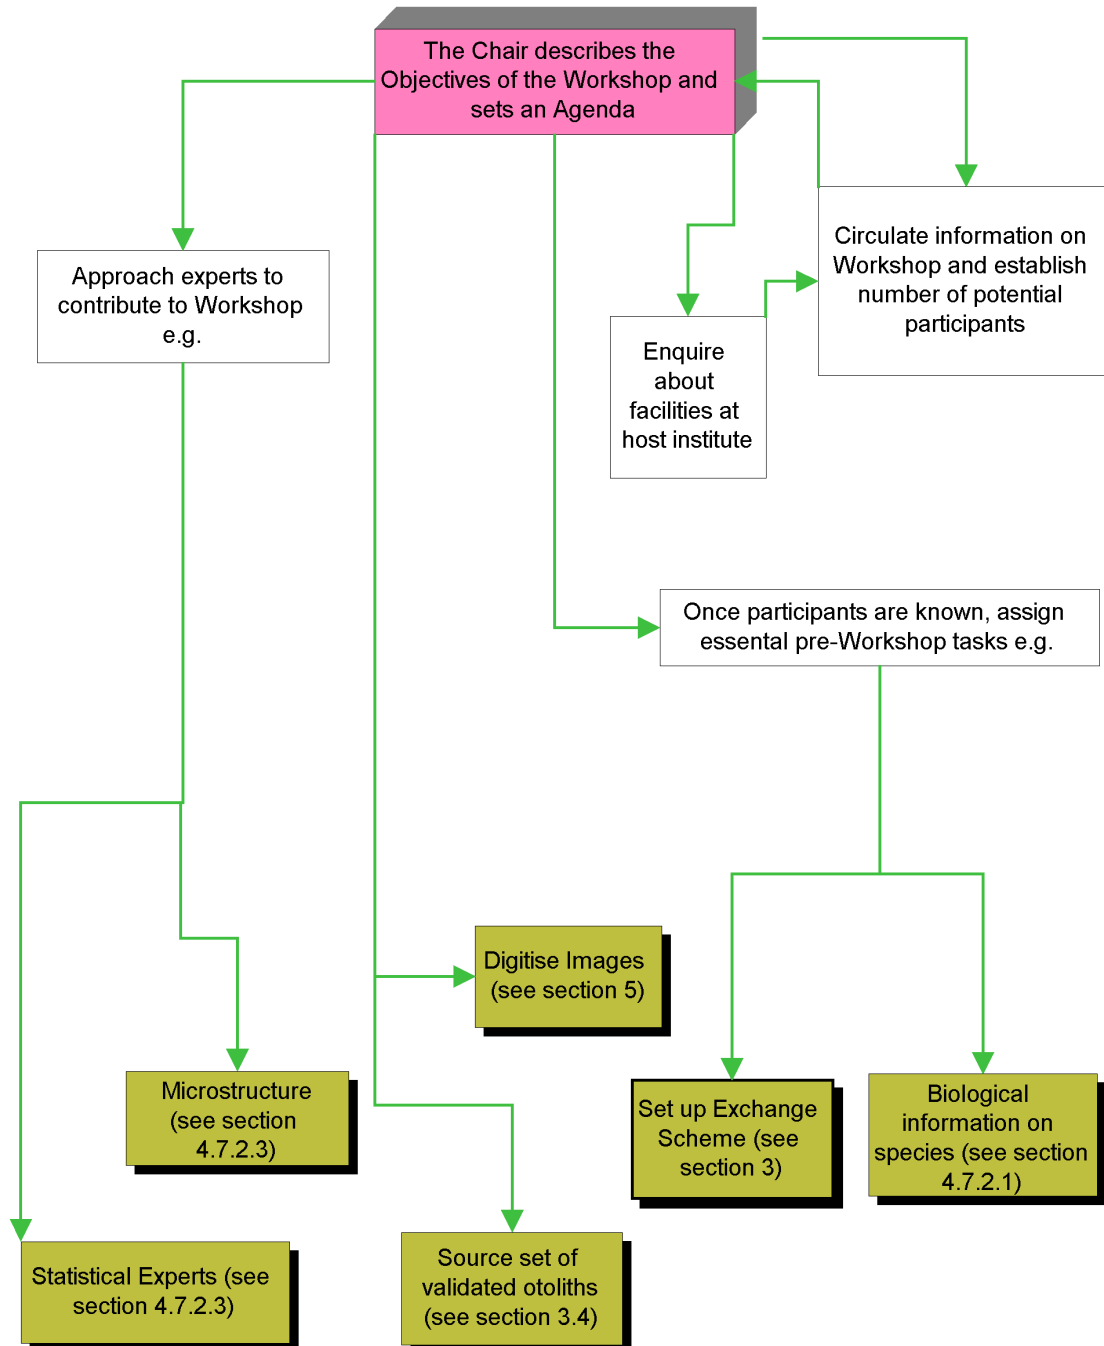 The Chair describes the
Objectives of the Workshop and
sets an Agenda
Approach experts to
contribute to Workshop
e.g.
Circulate information on
Workshop and establish
number of potential
participants
Enquire
about
facilities at
host institute
Once participants are known, assign
essental pre-Workshop tasks e.g.
Digitise Images
(see section 5)
Microstructure
(see section
4.7.2.3)
Set up Exchange
Scheme (see
section 3)
Biological
information on
species (see section
4.7.2.1)
Statistical Experts (see
section 4.7.2.3)
Source set of
validated otoliths
(see section 3.4)